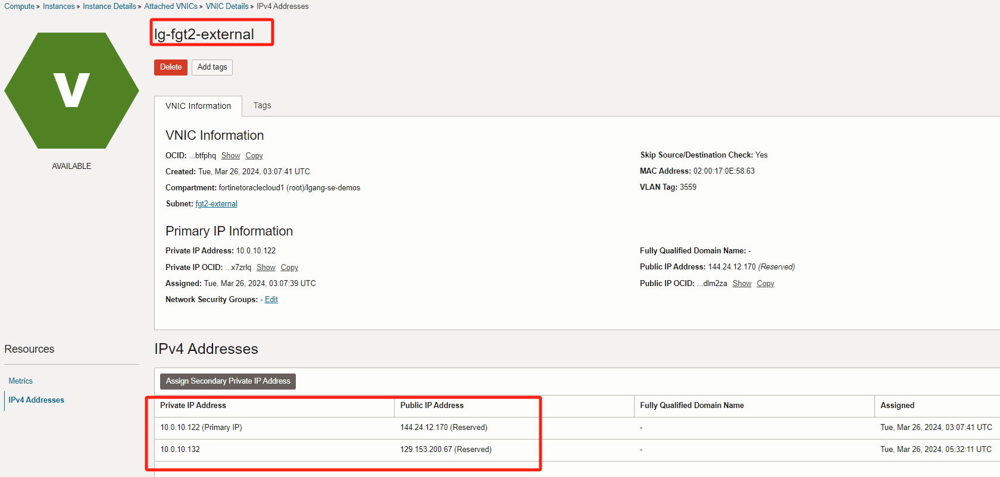 Compute » Instances » Instance Details » Attached VNICs » VNIC Details » IPv4 Addresses
V
AVAILABLE
lg-fgt2-external
Delete Add tags
VNIC Information Tags
VNIC Information
OCID: ...btfphq Show Copy
Created: Tue, Mar 26, 2024, 03:07:41 UTC
Compartment: fortinetoraclecloud1 (root)/lgang-se-demos
Subnet: fgt2-external
Skip Source/Destination Check: Yes
MAC Address: 02:00:17:0E:58:63
VLAN Tag: 3559
Primary IP Information
Private IP Address: 10.0.10.122
Private IP OCID: ...x7zrlq Show Copy
Assigned: Tue, Mar 26, 2024, 03:07:39 UTC
Network Security Groups: - Edit
Fully Qualified Domain Name: -
Public IP Address: 144.24.12.170 (Reserved)
Public IP OCID: ...dlm2za Show Copy
Resources
Metrics
IPv4 Addresses
IPv4 Addresses
Assign Secondary Private IP Address
Private IP Address Public IP Address Fully Qualified Domain Name Assigned
10.0.10.122 (Primary IP) 144.24.12.170 (Reserved) - Tue, Mar 26, 2024, 03:07:41 UTC
10.0.10.132 129.153.200.67 (Reserved) - Tue, Mar 26, 2024, 05:32:11 UTC